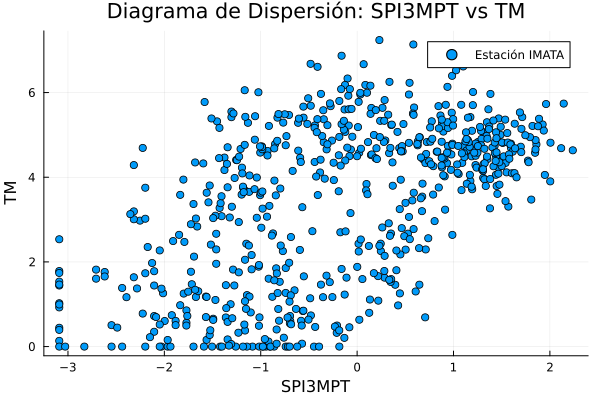 Diagrama de Dispersión: SPI3MPT vs TM
Estación IMATA
TM
6
4
2
0
−3
−2
−1
0
1
2
SPI3MPT